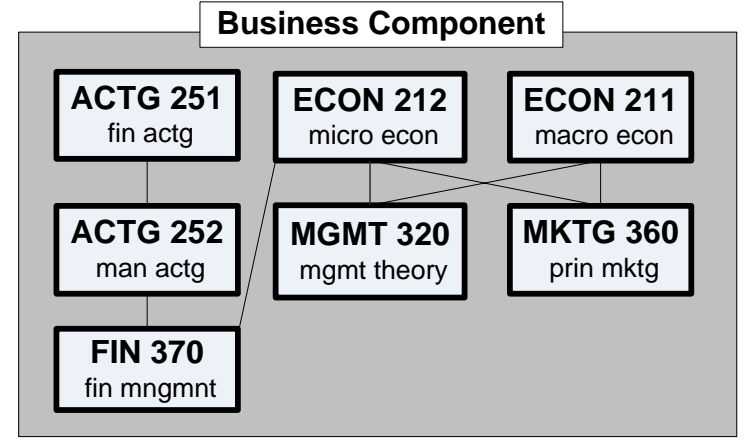 Business Component
ACTG 251
fin actg
ECON 212
micro econ
ECON 211
macro econ
ACTG 252
man actg
MGMT 320
mgmt theory
MKTG 360
prin mktg
FIN 370
fin mngmnt